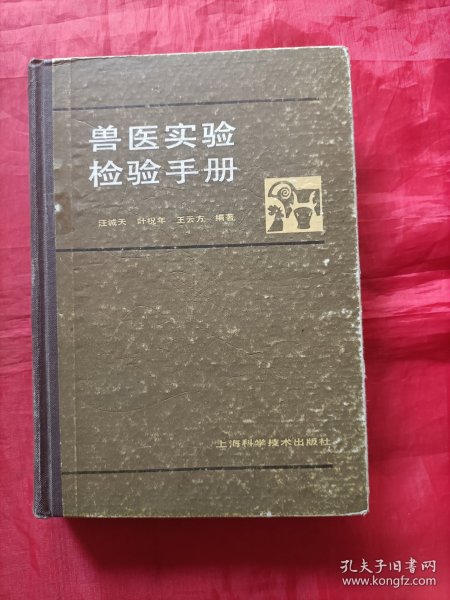 兽医实验
检验手册
汪诚天 叶祝年 王云方 编著
上海科学技术出版社
孔夫子旧书网
www.kongfz.com